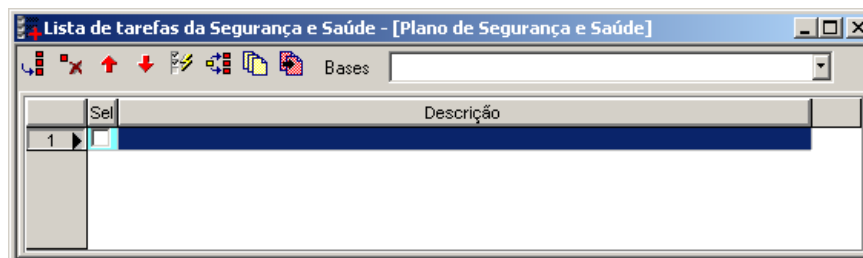 Lista de tarefas da Segurança e Saúde - [Plano de Segurança e Saúde]
Bases
Sel Descrição
1